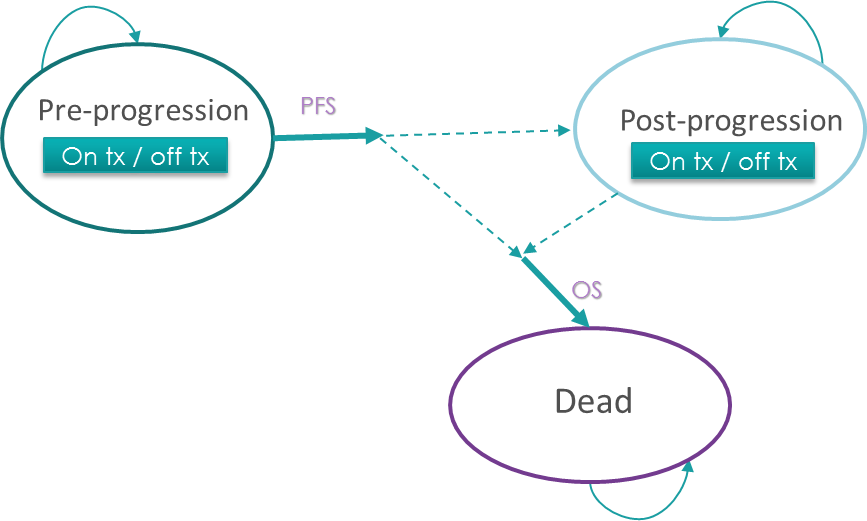 Pre-progression
On tx / off tx
PFS
Post-progression
On tx / off tx
OS
Dead